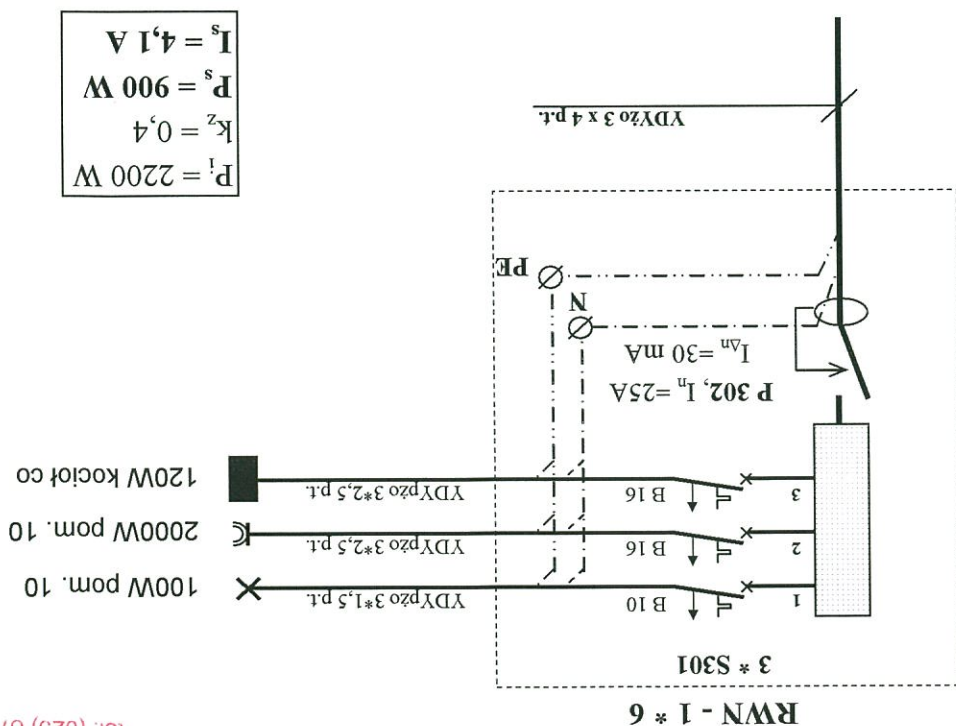 RWN - 1 * 6
3 * S301
1
B 10
YDYpżo 3*1,5 p.t.
100W pom. 10
2
B 16
YDYpżo 3*2,5 p.t.
2000W pom. 10
3
B 16
YDYpżo 3*2,5 p.t.
120W kocioł co
P 302, In =25A
IΔn =30 mA
N
PE
YDYżo 3 x 4 p.t.
Pi = 2200 W
kz = 0,4
Ps = 900 W
Is = 4,1 A